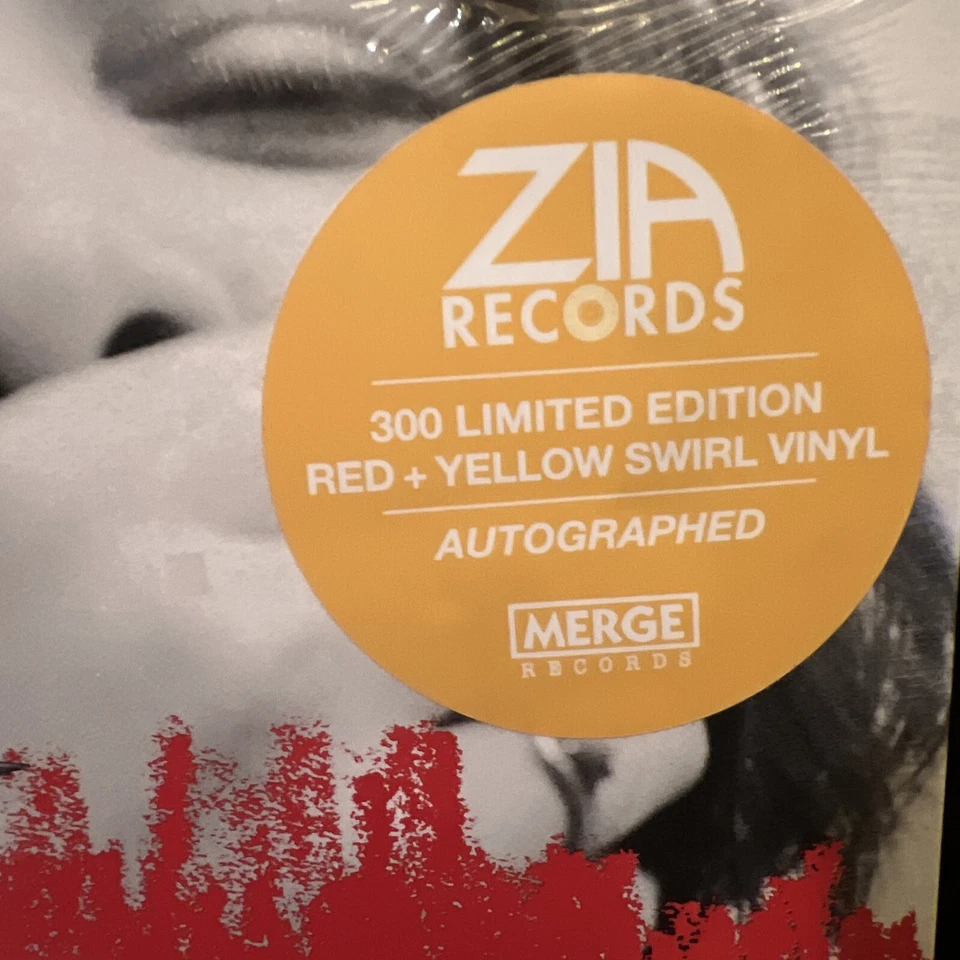 ZIA
RECORDS
300 LIMITED EDITION
RED + YELLOW SWIRL VINYL
AUTOGRAPHED
MERGE
RECORDS